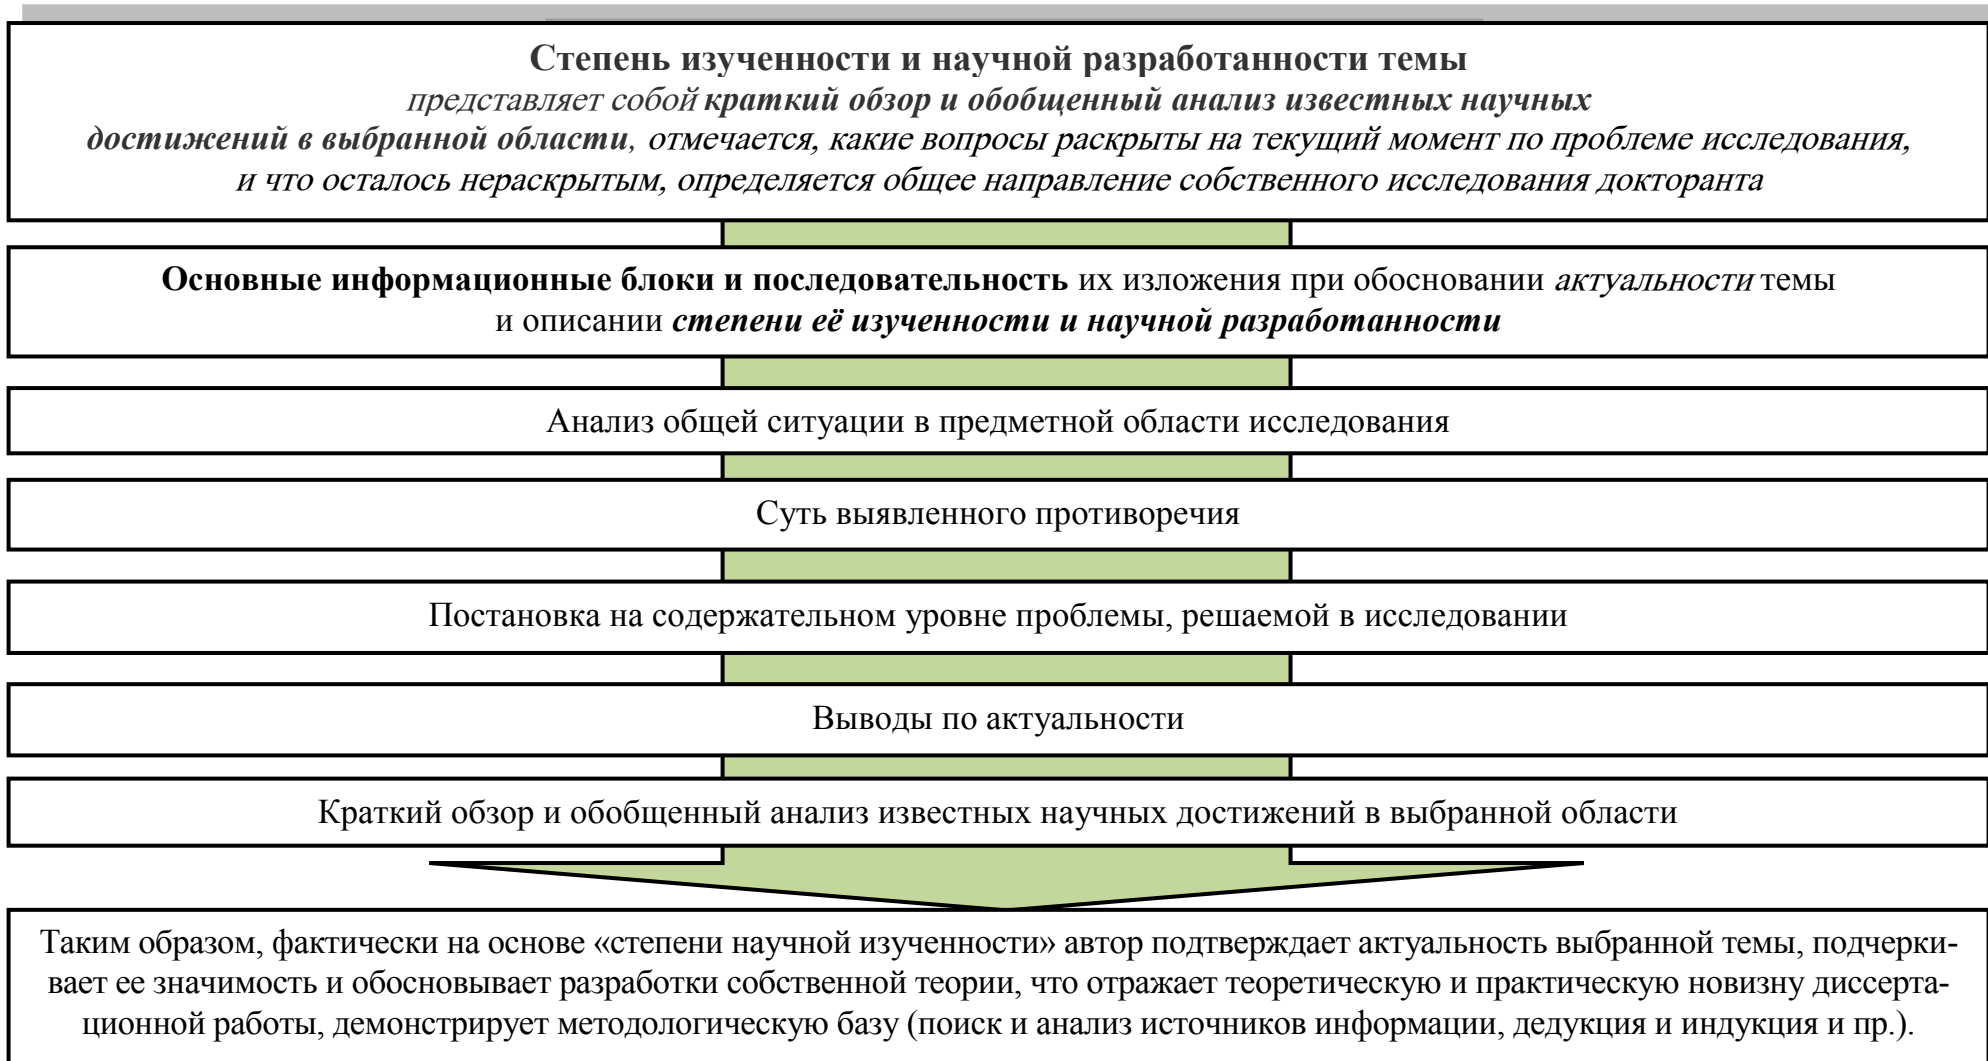 Степень изученности и научной разработанности темы
представляет собой краткий обзор и обобщенный анализ известных научных
достижений в выбранной области, отмечается, какие вопросы раскрыты на текущий момент по проблеме исследования,
и что осталось нераскрытым, определяется общее направление собственного исследования докторанта
Основные информационные блоки и последовательность их изложения при обосновании актуальности темы
и описании степени её изученности и научной разработанности
Анализ общей ситуации в предметной области исследования
Суть выявленного противоречия
Постановка на содержательном уровне проблемы, решаемой в исследовании
Выводы по актуальности
Краткий обзор и обобщенный анализ известных научных достижений в выбранной области
Таким образом, фактически на основе «степени научной изученности» автор подтверждает актуальность выбранной темы, подчерки-
вает ее значимость и обосновывает разработки собственной теории, что отражает теоретическую и практическую новизну диссерта-
ционной работы, демонстрирует методологическую базу (поиск и анализ источников информации, дедукция и индукция и пр.).